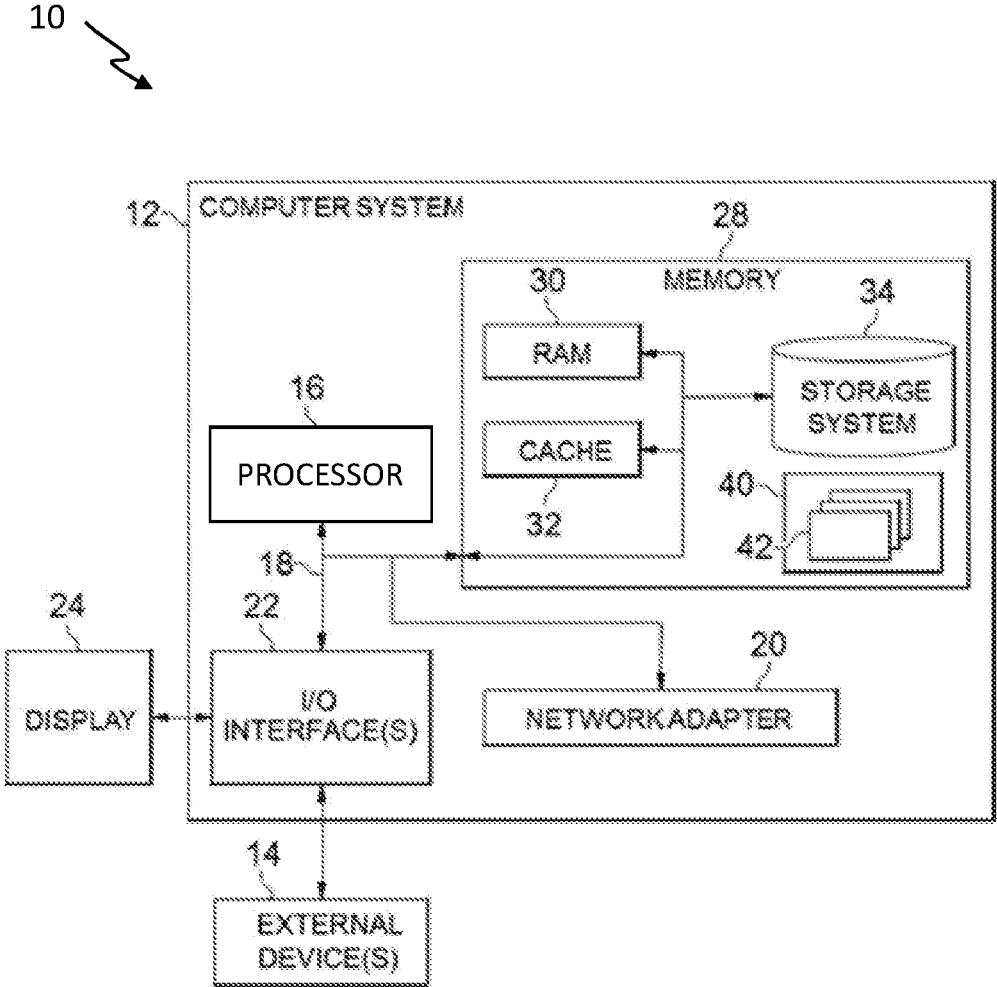 10
12
COMPUTER SYSTEM
28
MEMORY
30
RAM
34
STORAGE
SYSTEM
16
PROCESSOR
CACHE
32
40
42
18
24
22
DISPLAY
I/O
INTERFACE(S)
20
NETWORK ADAPTER
14
EXTERNAL
DEVICE(S)